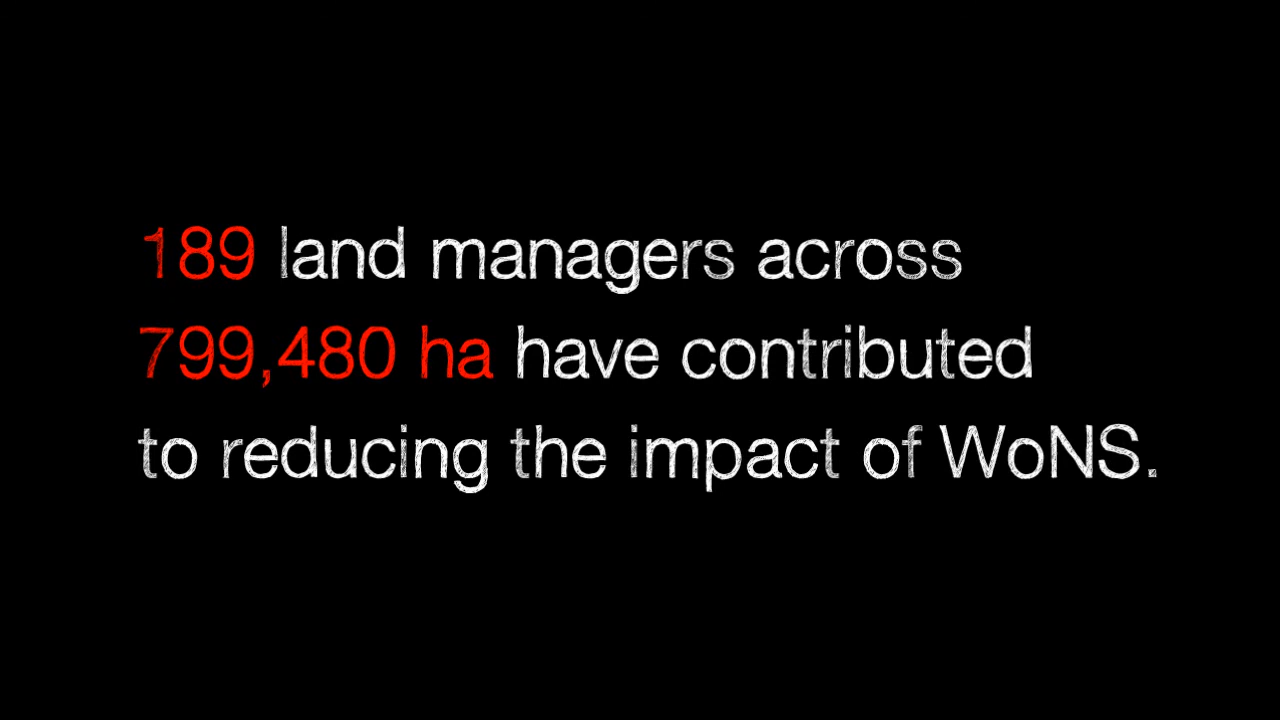 189 land managers across
799,480 ha have contributed
to reducing the impact of WoNS.